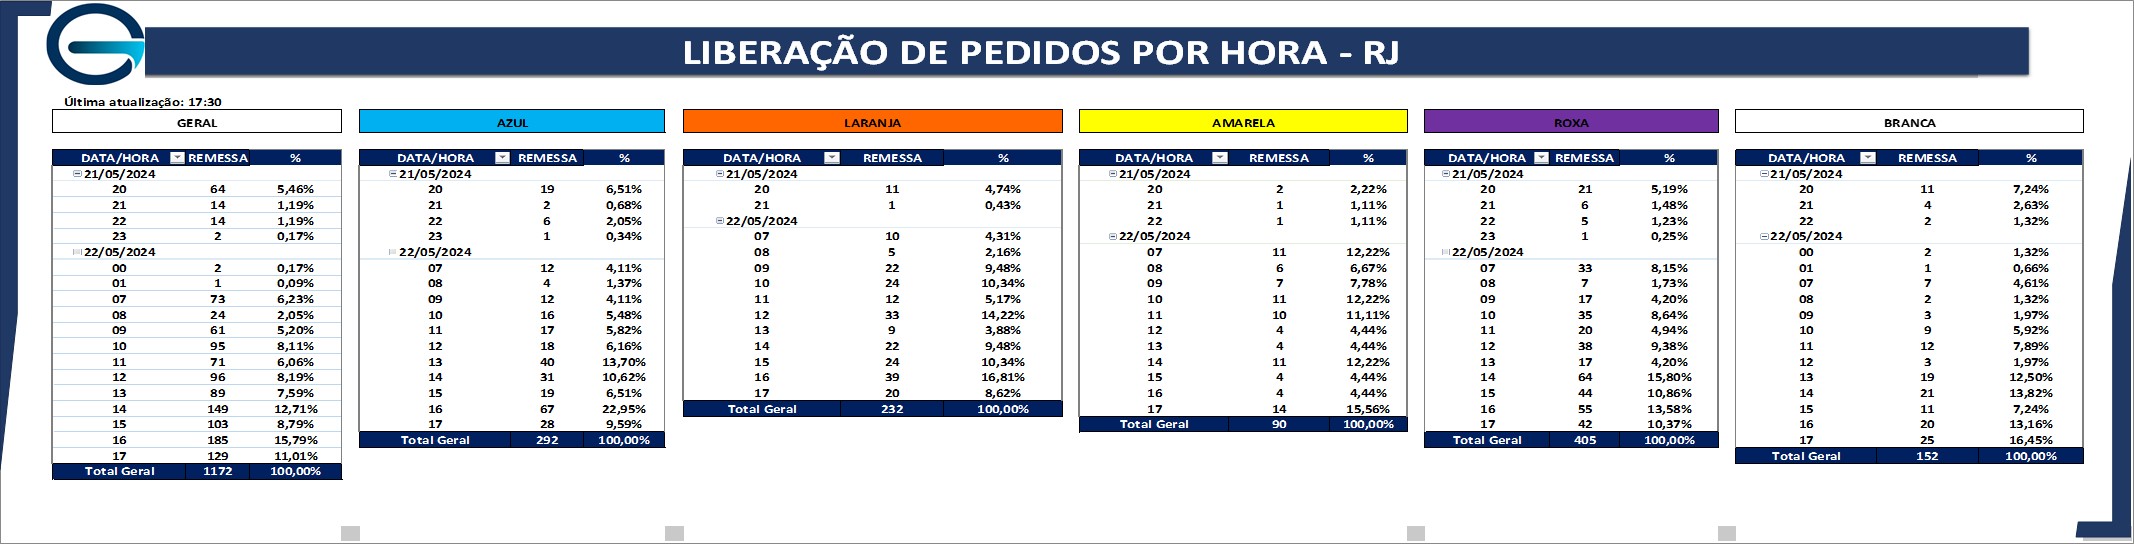 LIBERAÇÃO DE PEDIDOS POR HORA - RJ
Última atualização: 17:30
GERAL
DATA/HORA REMESSA %
21/05/2024
20 64 5,46%
21 14 1,19%
22 14 1,19%
23 2 0,17%
22/05/2024
00 2 0,17%
01 1 0,09%
07 73 6,23%
08 24 2,05%
09 61 5,20%
10 95 8,11%
11 71 6,06%
12 96 8,19%
13 89 7,59%
14 149 12,71%
15 103 8,79%
16 185 15,79%
17 129 11,01%
Total Geral 1172 100,00%
AZUL
DATA/HORA REMESSA %
21/05/2024
20 19 6,51%
21 2 0,68%
22 6 2,05%
23 1 0,34%
22/05/2024
07 12 4,11%
08 4 1,37%
09 12 4,11%
10 16 5,48%
11 17 5,82%
12 18 6,16%
13 40 13,70%
14 31 10,62%
15 19 6,51%
16 67 22,95%
17 28 9,59%
Total Geral 292 100,00%
LARANJA
DATA/HORA REMESSA %
21/05/2024
20 11 4,74%
21 1 0,43%
22/05/2024
07 10 4,31%
08 5 2,16%
09 22 9,48%
10 24 10,34%
11 12 5,17%
12 33 14,22%
13 9 3,88%
14 22 9,48%
15 24 10,34%
16 39 16,81%
17 20 8,62%
Total Geral 232 100,00%
AMARELA
DATA/HORA REMESSA %
21/05/2024
20 2 2,22%
21 1 1,11%
22 1 1,11%
22/05/2024
07 11 12,22%
08 6 6,67%
09 7 7,78%
10 11 12,22%
11 10 11,11%
12 4 4,44%
13 4 4,44%
14 11 12,22%
15 4 4,44%
16 4 4,44%
17 14 15,56%
Total Geral 90 100,00%
ROXA
DATA/HORA REMESSA %
21/05/2024
20 21 5,19%
21 6 1,48%
22 5 1,23%
23 1 0,25%
22/05/2024
07 33 8,15%
08 7 1,73%
09 17 4,20%
10 35 8,64%
11 20 4,94%
12 38 9,38%
13 17 4,20%
14 64 15,80%
15 44 10,86%
16 55 13,58%
17 42 10,37%
Total Geral 405 100,00%
BRANCA
DATA/HORA REMESSA %
21/05/2024
20 11 7,24%
21 4 2,63%
22 2 1,32%
22/05/2024
00 2 1,32%
01 1 0,66%
07 7 4,61%
08 2 1,32%
09 3 1,97%
10 9 5,92%
11 12 7,89%
12 3 1,97%
13 19 12,50%
14 21 13,82%
15 11 7,24%
16 20 13,16%
17 25 16,45%
Total Geral 152 100,00%